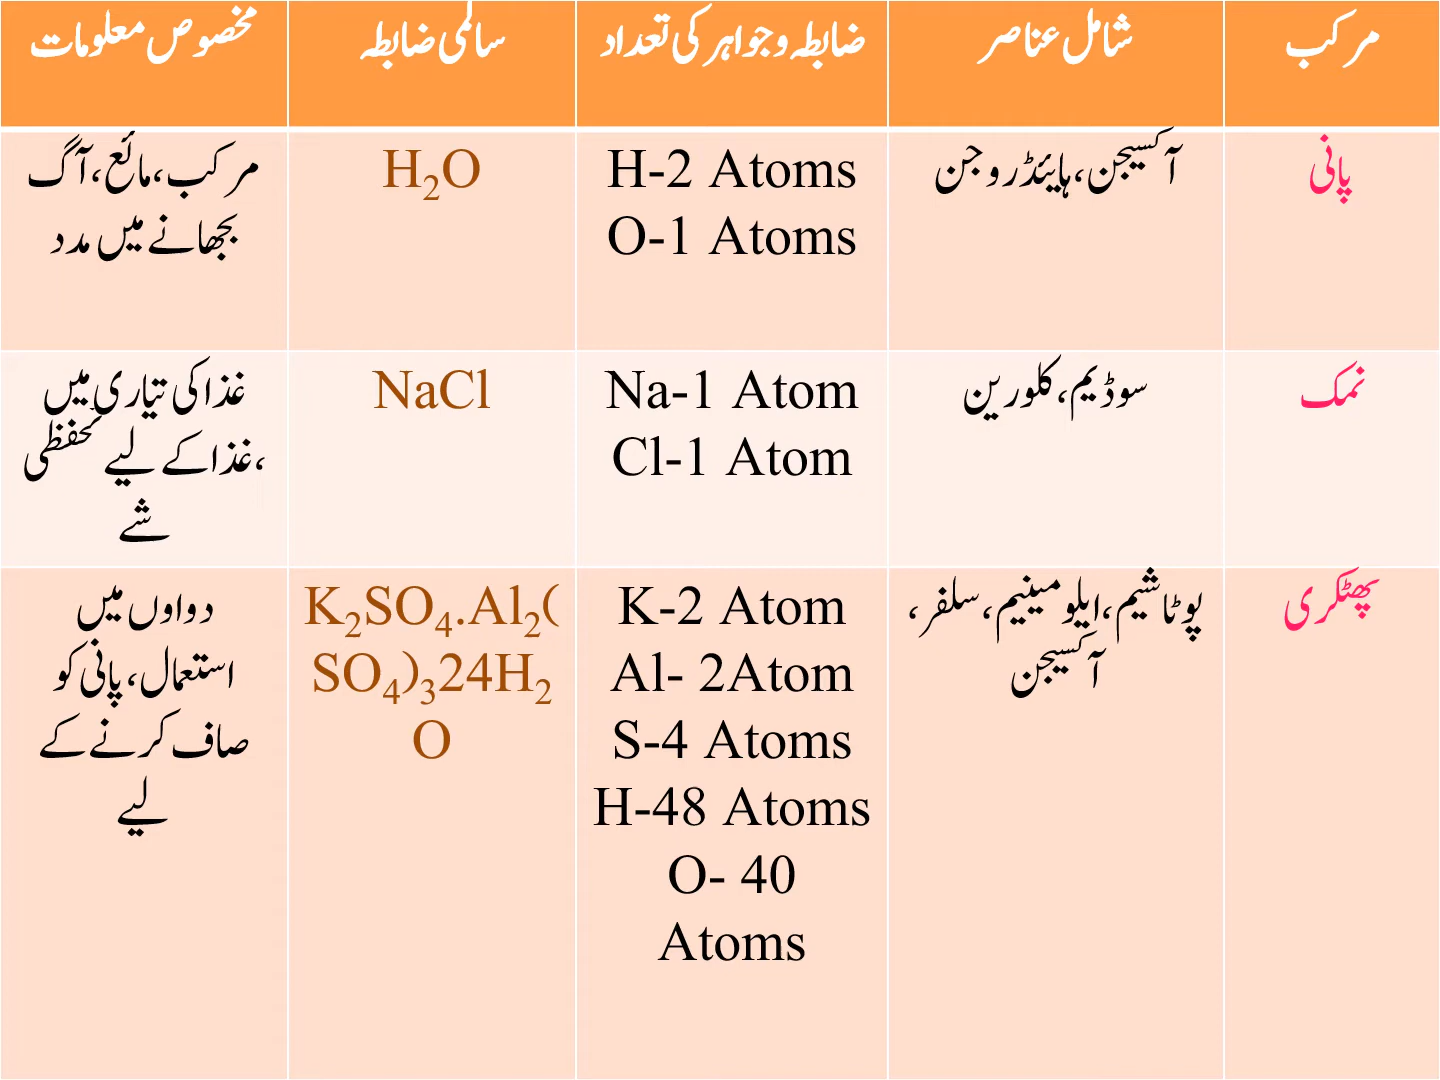 مرکب
شامل عناصر
ضابطہ و جواہر کی تعداد
سالمی ضابطہ
مخصوص معلومات
پانی
آکسیجن، ہایئڈروجن
H-2 Atoms
O-1 Atoms
H₂O
مرکب، مائع، آگ
بجھانے میں مدد
نمک
سوڈیم، کلورین
Na-1 Atom
Cl-1 Atom
NaCl
غذا کی تیاری میں
،غذا کے لیے تحفظی
شے
پھٹکری
پوٹاشیم، ایلومینیم، سلفر،
آکسیجن
K-2 Atom
Al- 2Atom
S-4 Atoms
H-48 Atoms
O- 40
Atoms
K₂SO₄.Al₂(
SO₄)₃24H₂
O
دواوں میں
استعمال، پانی کو
صاف کرنے کے
لیے